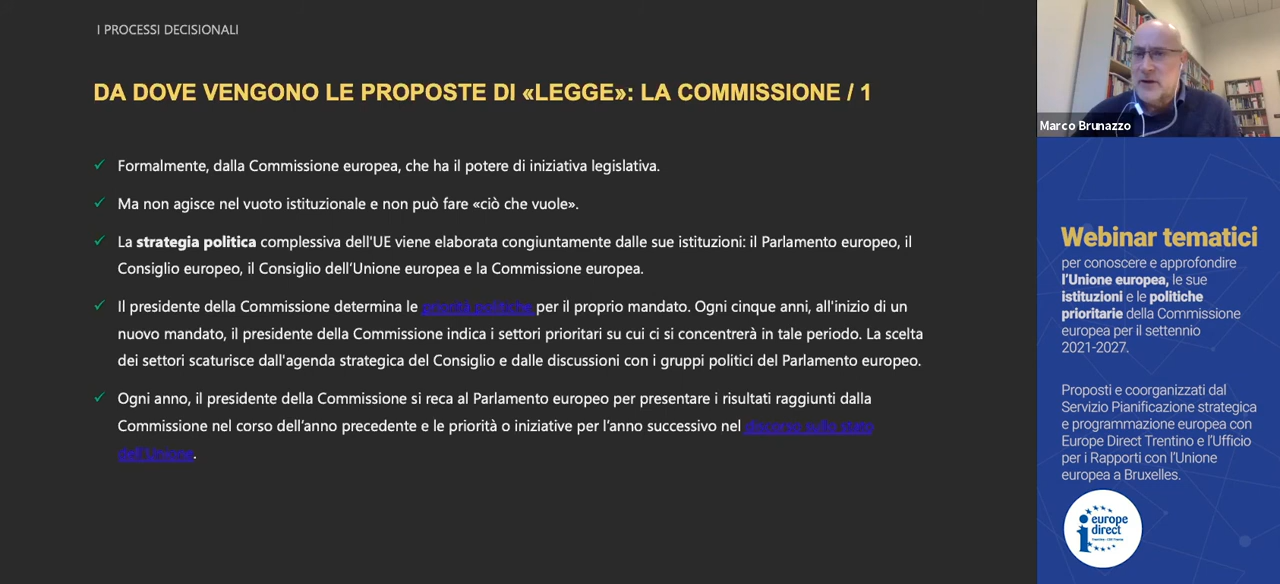 I PROCESSI DECISIONALI
DA DOVE VENGONO LE PROPOSTE DI «LEGGE»: LA COMMISSIONE / 1
✓ Formalmente, dalla Commissione europea, che ha il potere di iniziativa legislativa.
✓ Ma non agisce nel vuoto istituzionale e non può fare «ciò che vuole».
✓ La strategia politica complessiva dell'UE viene elaborata congiuntamente dalle sue istituzioni: il Parlamento europeo, il
Consiglio europeo, il Consiglio dell’Unione europea e la Commissione europea.
✓ Il presidente della Commissione determina le priorità politiche per il proprio mandato. Ogni cinque anni, all'inizio di un
nuovo mandato, il presidente della Commissione indica i settori prioritari su cui ci si concentrerà in tale periodo. La scelta
dei settori scaturisce dall'agenda strategica del Consiglio e dalle discussioni con i gruppi politici del Parlamento europeo.
✓ Ogni anno, il presidente della Commissione si reca al Parlamento europeo per presentare i risultati raggiunti dalla
Commissione nel corso dell’anno precedente e le priorità o iniziative per l’anno successivo nel discorso sullo stato
dell’Unione.
Marco Brunazzo
Webinar tematici
per conoscere e approfondire
l’Unione europea, le sue
istituzioni e le politiche
prioritarie della Commissione
europea per il settennio
2021-2027.
Proposti e coorganizzati dal
Servizio Pianificazione strategica
e programmazione europea con
Europe Direct Trentino e l’Ufficio
per i Rapporti con l’Unione
europea a Bruxelles.
europe
direct